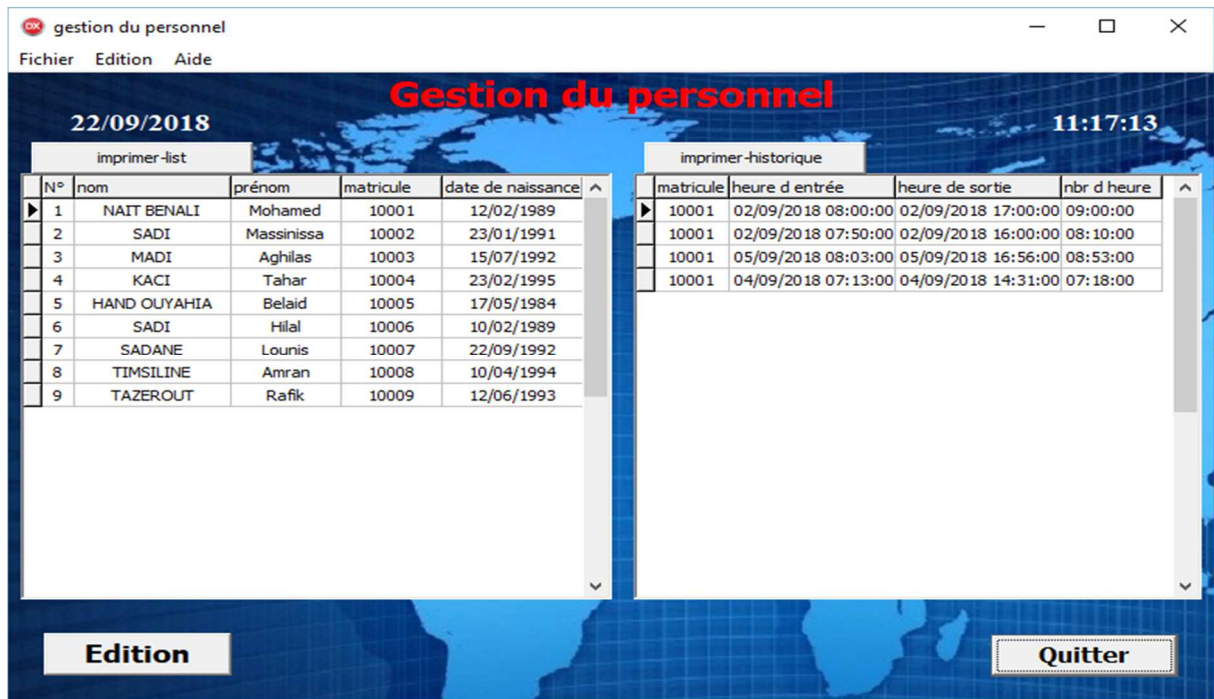 gestion du personnel
Fichier Edition Aide
Gestion du personnel
22/09/2018
11:17:13
imprimer-list
N° nom prénom matricule date de naissance
1 NAIT BENALI Mohamed 10001 12/02/1989
2 SADI Massinissa 10002 23/01/1991
3 MADI Aghilas 10003 15/07/1992
4 KACI Tahar 10004 23/02/1995
5 HAND OUYAHIA Belaid 10005 17/05/1984
6 SADI Hilal 10006 10/02/1989
7 SADANE Lounis 10007 22/09/1992
8 TIMSILINE Amran 10008 10/04/1994
9 TAZEROUT Rafik 10009 12/06/1993
imprimer-historique
matricule heure d entrée heure de sortie nbr d heure
10001 02/09/2018 08:00:00 02/09/2018 17:00:00 09:00:00
10001 02/09/2018 07:50:00 02/09/2018 16:00:00 08:10:00
10001 05/09/2018 08:03:00 05/09/2018 16:56:00 08:53:00
10001 04/09/2018 07:13:00 04/09/2018 14:31:00 07:18:00
Edition
Quitter